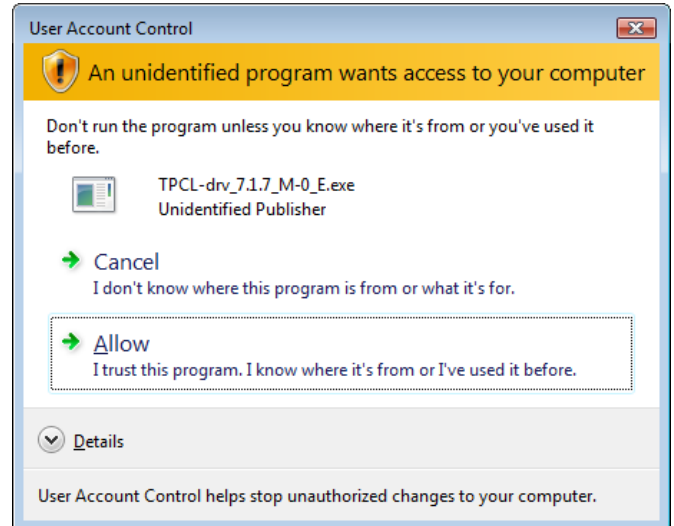 User Account Control
An unidentified program wants access to your computer
Don't run the program unless you know where it's from or you've used it
before.
TPCL-drv_7.1.7_M-0_E.exe
Unidentified Publisher
Cancel
I don't know where this program is from or what it's for.
Allow
I trust this program. I know where it's from or I've used it before.
Details
User Account Control helps stop unauthorized changes to your computer.